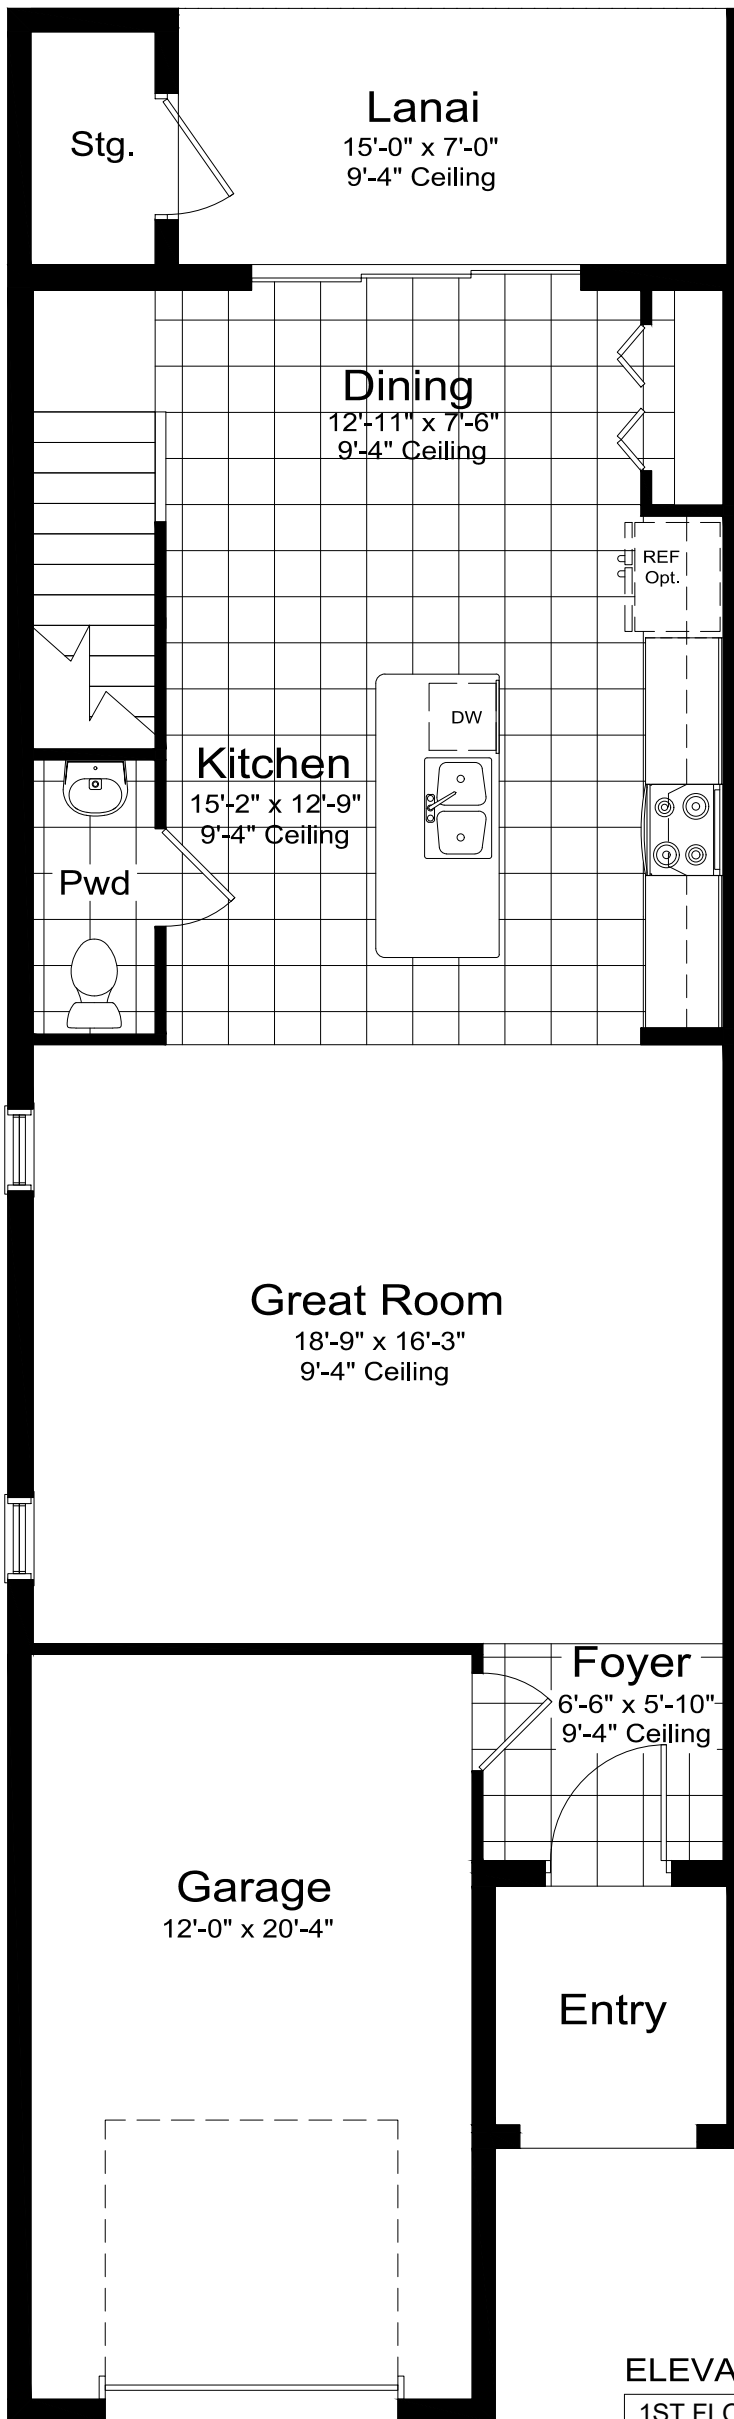 Lanai
15'-0" x 7'-0"
9'-4" Ceiling
Stg.
Dining
12'-11" x 7'-6"
9'-4" Ceiling
REF
Opt.
DW
Kitchen
15'-2" x 12'-9"
9'-4" Ceiling
Pwd
Great Room
18'-9" x 16'-3"
9'-4" Ceiling
Foyer
6'-6" x 5'-10"
9'-4" Ceiling
Garage
12'-0" x 20'-4"
Entry